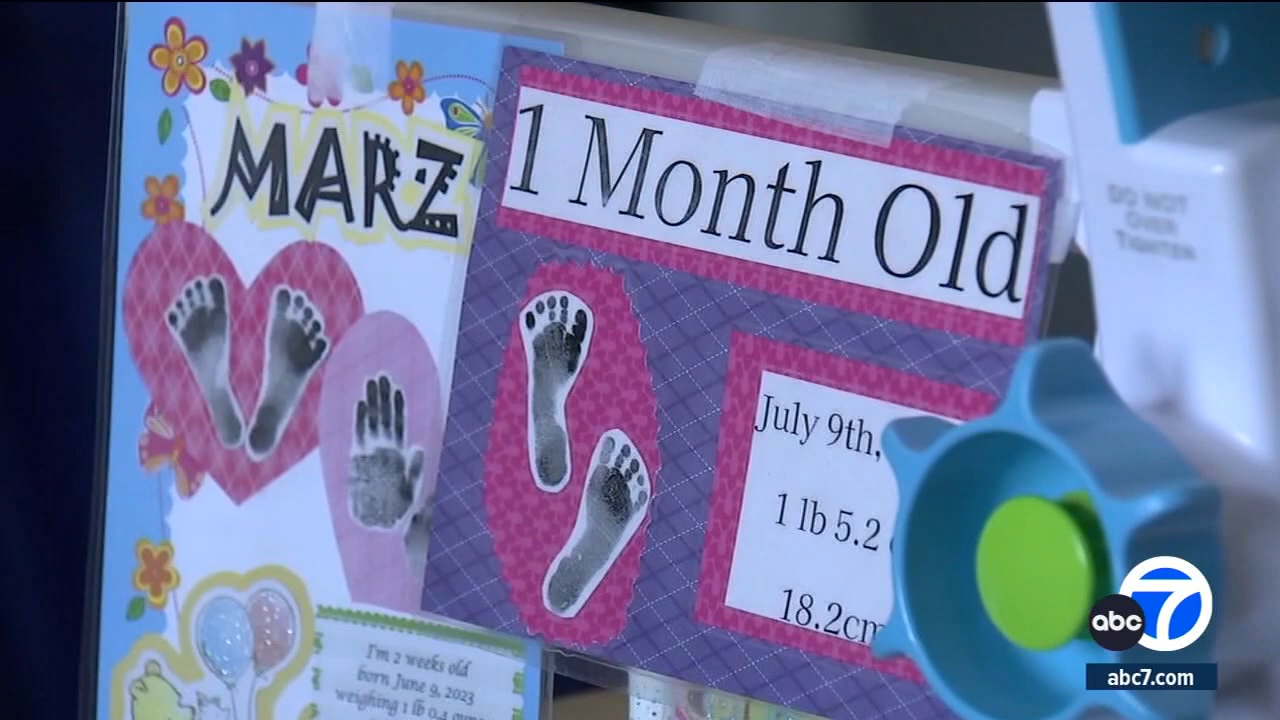 MARZ
1 Month Old
July 9th,
1 lb 5.2
18.2cm
I'm 2 weeks old
born June 9, 2023
weighing 1 lb 0.4 ounces
DO NOT
OVER
TIGHTEN
abc 7
abc7.com